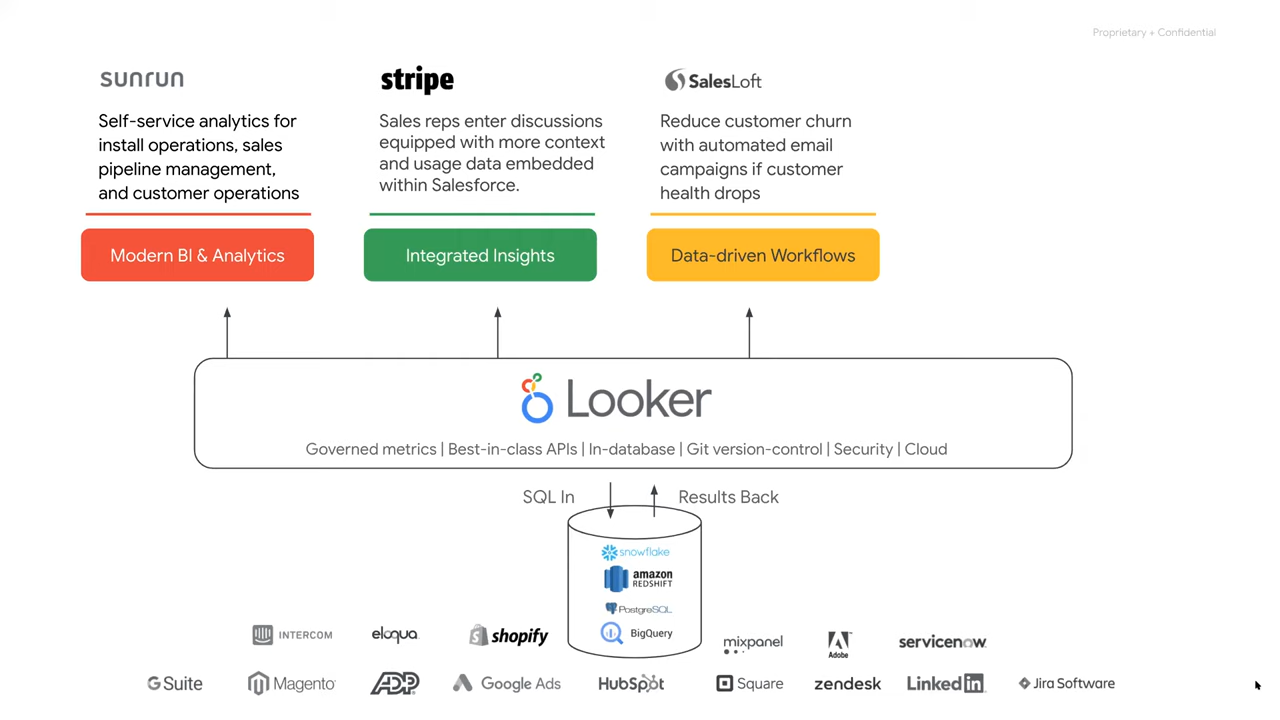 Proprietary + Confidential
sunrun
stripe
SalesLoft
Self-service analytics for
install operations, sales
pipeline management,
and customer operations
Sales reps enter discussions
equipped with more context
and usage data embedded
within Salesforce.
Reduce customer churn
with automated email
campaigns if customer
health drops
Modern BI & Analytics
Integrated Insights
Data-driven Workflows
Looker
Governed metrics | Best-in-class APIs | In-database | Git version-control | Security | Cloud
SQL In
Results Back
snowflake
amazon
REDSHIFT
PostgreSQL
BigQuery
INTERCOM
eloqua
shopify
mixpanel
Adobe
servicenow
G Suite
Magento
ADP
Google Ads
HubSpot
Square
zendesk
LinkedIn
Jira Software